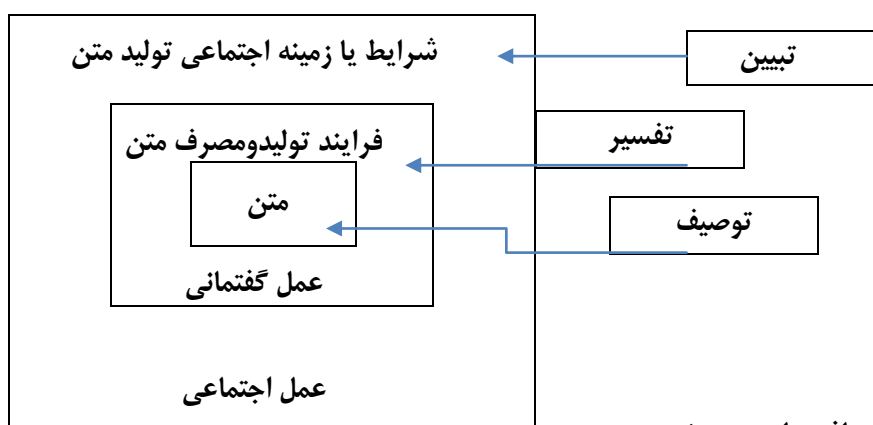 شرایط یا زمینه اجتماعی تولید متن
تبیین
فرایند تولیدومصرف متن
تفسیر
متن
توصیف
عمل گفتمانی
عمل اجتماعی